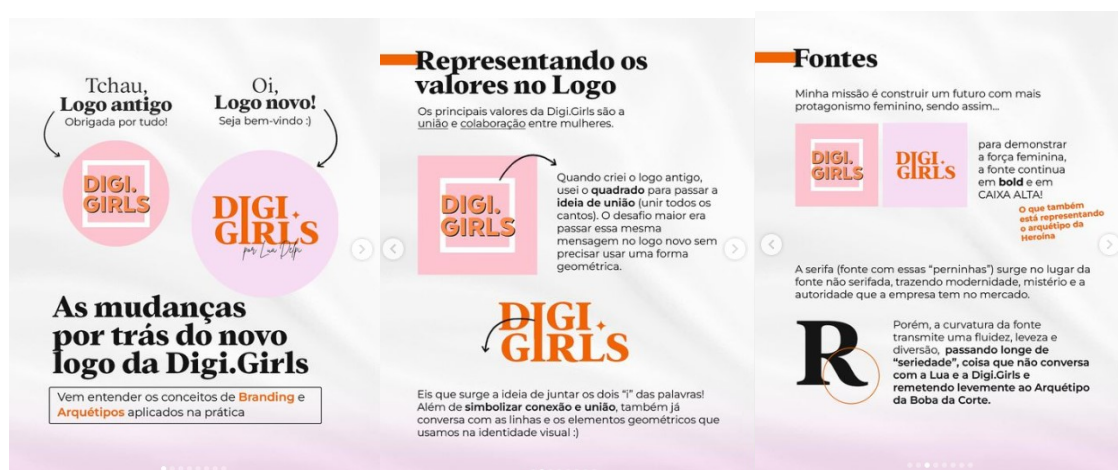 Tchau,
Logo antigo
Obrigada por tudo!
Oi,
Logo novo!
Seja bem-vindo :)
DIGI.
GIRLS
DIGI.
GIRLS
por Lua Delp
As mudanças
por trás do novo
logo da Digi.Girls
Vem entender os conceitos de Branding e
Arquétipos aplicados na prática
Representando os
valores no Logo
Os principais valores da Digi.Girls são a
união e colaboração entre mulheres.
DIGI.
GIRLS
Quando criei o logo antigo,
usei o quadrado para passar a
ideia de união (unir todos os
cantos). O desafio maior era
passar essa mesma
mensagem no logo novo sem
precisar usar uma forma
geométrica.
DIGI
GIRLS
Eis que surge a ideia de juntar os dois “i” das palavras!
Além de simbolizar conexão e união, também já
conversa com as linhas e os elementos geométricos que
usamos na identidade visual :)
Fontes
Minha missão é construir um futuro com mais
protagonismo feminino, sendo assim...
DIGI.
GIRLS
DIGI.
GIRLS
para demonstrar
a força feminina,
a fonte continua
em bold e em
CAIXA ALTA!
O que também
está representando
o arquétipo da
Heroína
A serifa (fonte com essas “perninhas”) surge no lugar da
fonte não serifada, trazendo modernidade, mistério e a
autoridade que a empresa tem no mercado.
R
Porém, a curvatura da fonte
transmite uma fluidez, leveza e
diversão, passando longe de
“seriedade”, coisa que não conversa
com a Lua e a Digi.Girls e
remetendo levemente ao Arquétipo
da Boba da Corte.